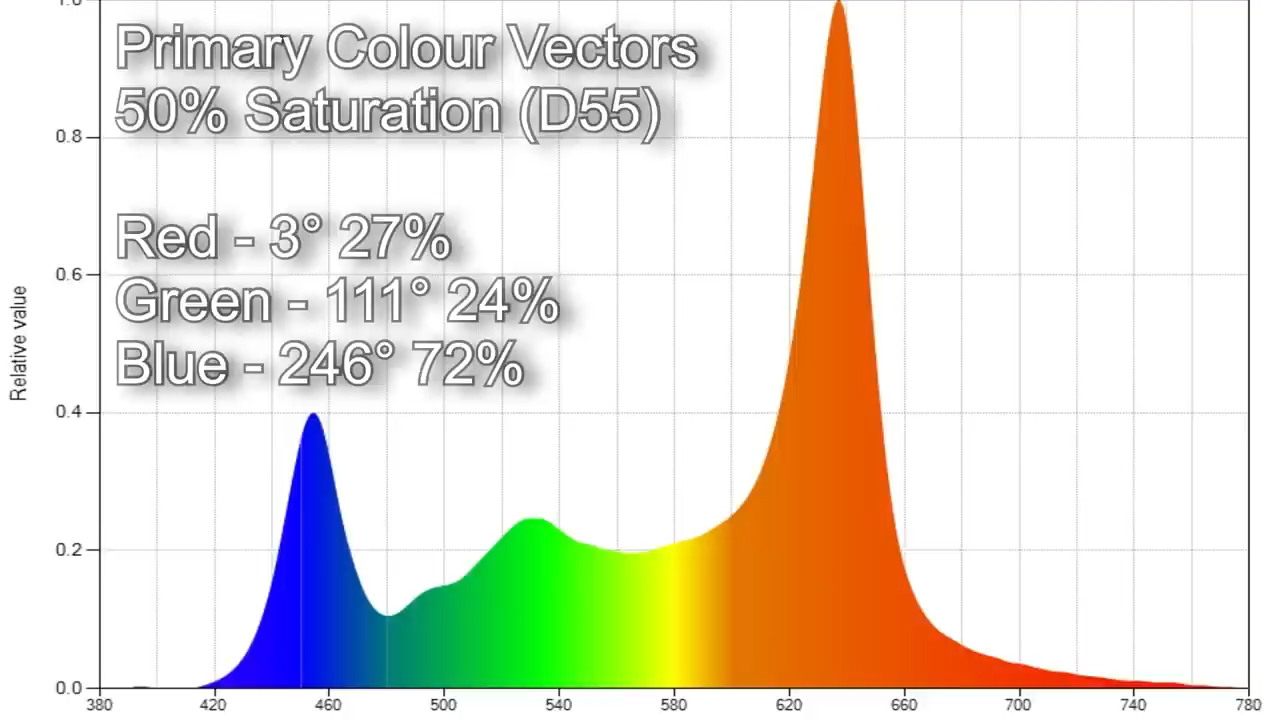 1.0
Primary Colour Vectors
50% Saturation (D55)
0.8
Red - 3° 27%
0.6
Green - 111° 24%
Blue - 246° 72%
Relative value
0.4
0.2
0.0
380 420 460 500 540 580 620 660 700 740 780